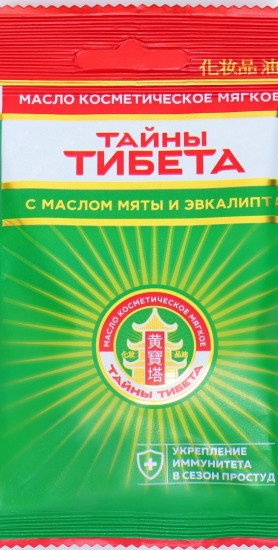 化妆品 油
МАСЛО КОСМЕТИЧЕСКОЕ МЯГКОЕ
ТАЙНЫ
ТИБЕТА
С МАСЛОМ МЯТЫ И ЭВКАЛИПТА
МАСЛО КОСМЕТИЧЕСКОЕ МЯГКОЕ
黄寶塔
ТАЙНЫ ТИБЕТА
УКРЕПЛЕНИЕ
ИММУНИТЕТА
В СЕЗОН ПРОСТУД